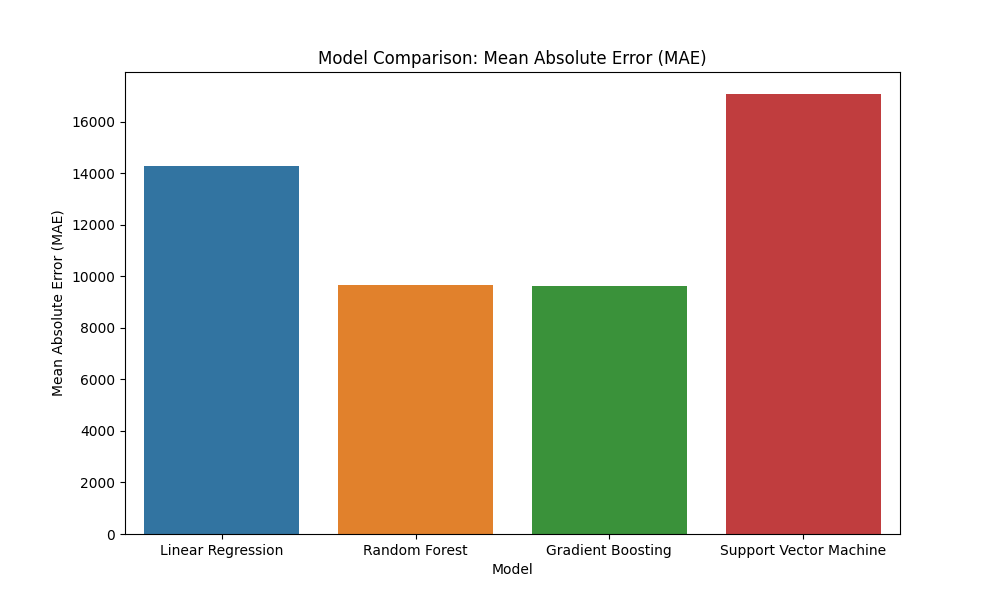 Model Comparison: Mean Absolute Error (MAE)
Mean Absolute Error (MAE)
16000
14000
12000
10000
8000
6000
4000
2000
0
Linear Regression
Random Forest
Gradient Boosting
Support Vector Machine
Model